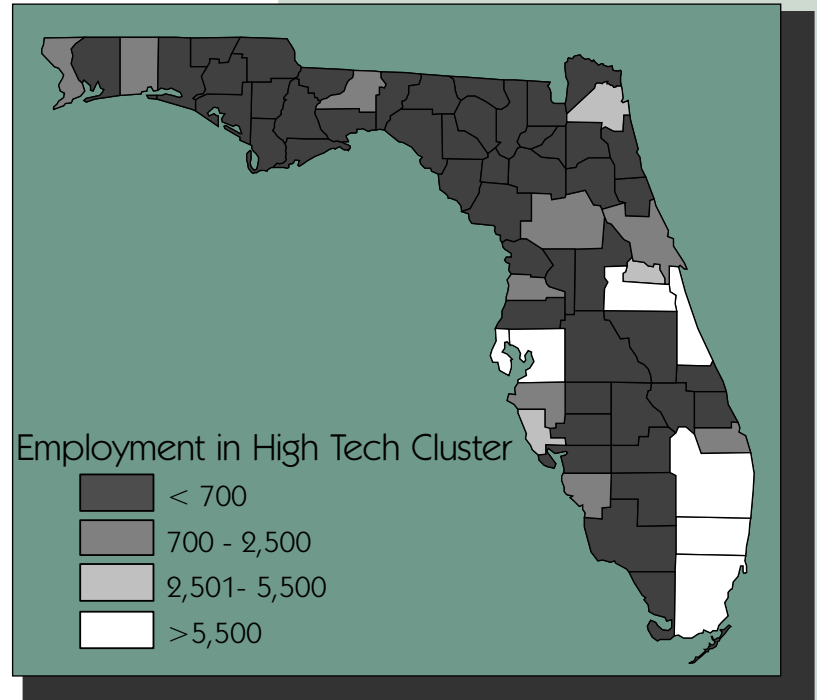 Employment in High Tech Cluster
< 700
700 - 2,500
2,501- 5,500
>5,500